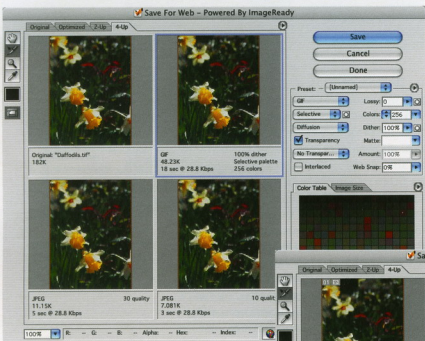 Save For Web – Powered By ImageReady
Original Optimized 2-Up 4-Up
Original: "Daffodils.tif"
182K
GIF
48.23K
18 sec @ 28.8 Kbps
100% dither
Selective palette
256 colors
JPEG
11.15K
5 sec @ 28.8 Kbps
30 quality
JPEG
7.081K
3 sec @ 28.8 Kbps
10 qualit
100% R: -- G: -- B: -- Alpha: -- Hex: -- Index: --
Save
Cancel
Done
Preset: [Unnamed]
GIF Lossy: 0
Selective Colors: 256
Diffusion Dither: 100%
Transparency Matte:
No Transpar... Amount: 100%
Interlaced Web Snap: 0%
Color Table Image Size
Sa
Original Optimized 2-Up 4-Up
01